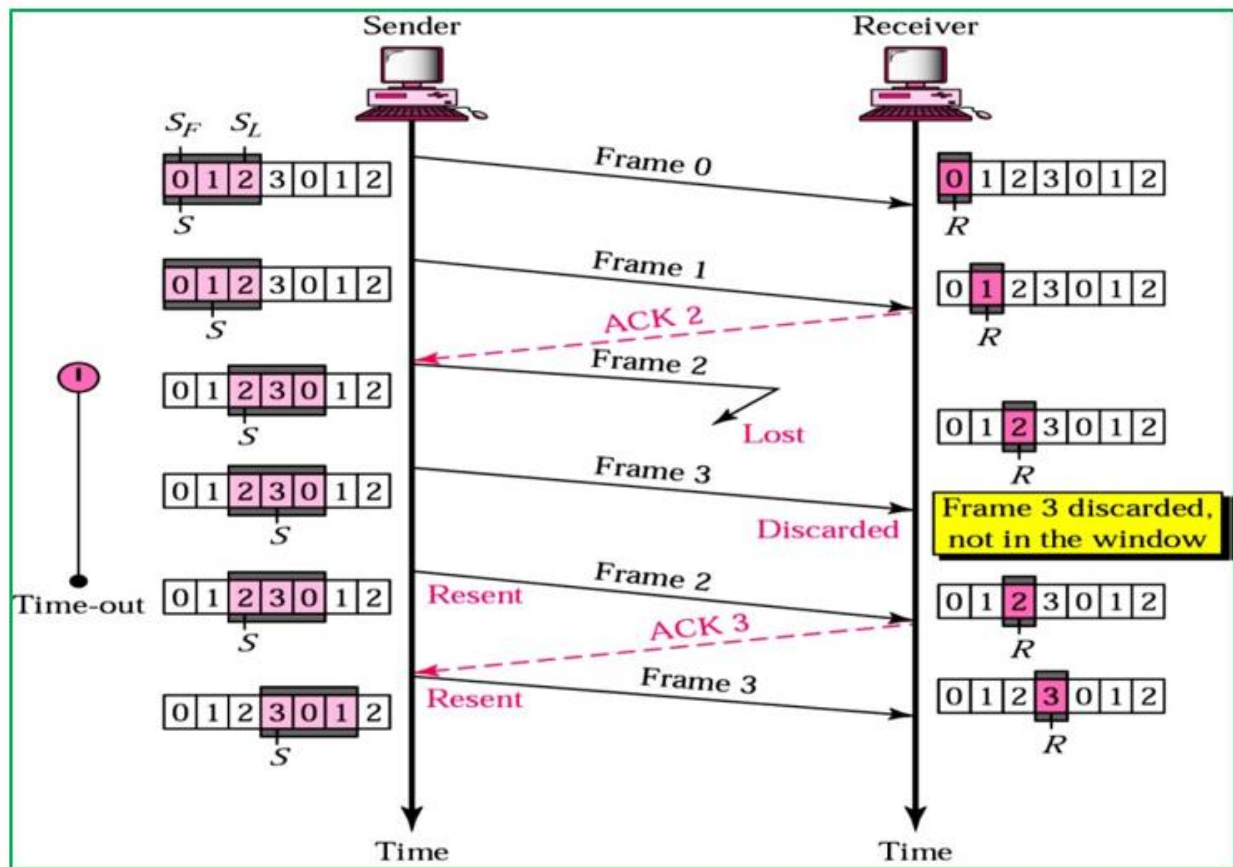 Sender
Receiver
S_F S_L
0 1 2 3 0 1 2
S
Frame 0
0 1 2 3 0 1 2
R
0 1 2 3 0 1 2
S
Frame 1
0 1 2 3 0 1 2
R
ACK 2
0 1 2 3 0 1 2
S
Frame 2
Lost
0 1 2 3 0 1 2
R
0 1 2 3 0 1 2
S
Frame 3
Discarded
Frame 3 discarded,
not in the window
Time-out
0 1 2 3 0 1 2
S
Resent
Frame 2
0 1 2 3 0 1 2
R
ACK 3
0 1 2 3 0 1 2
S
Resent
Frame 3
0 1 2 3 0 1 2
R
Time
Time